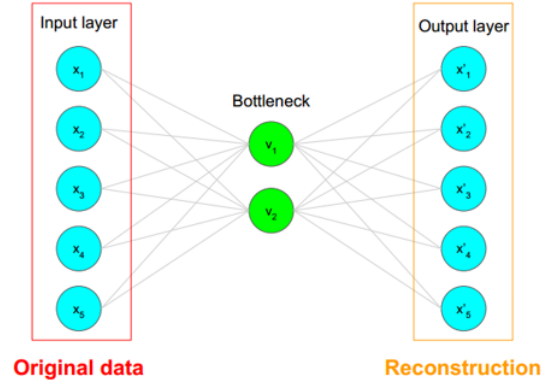 Input layer
Output layer
Bottleneck
x1
x2
x3
x4
x5
v1
v2
x'1
x'2
x'3
x'4
x'5
Original data
Reconstruction